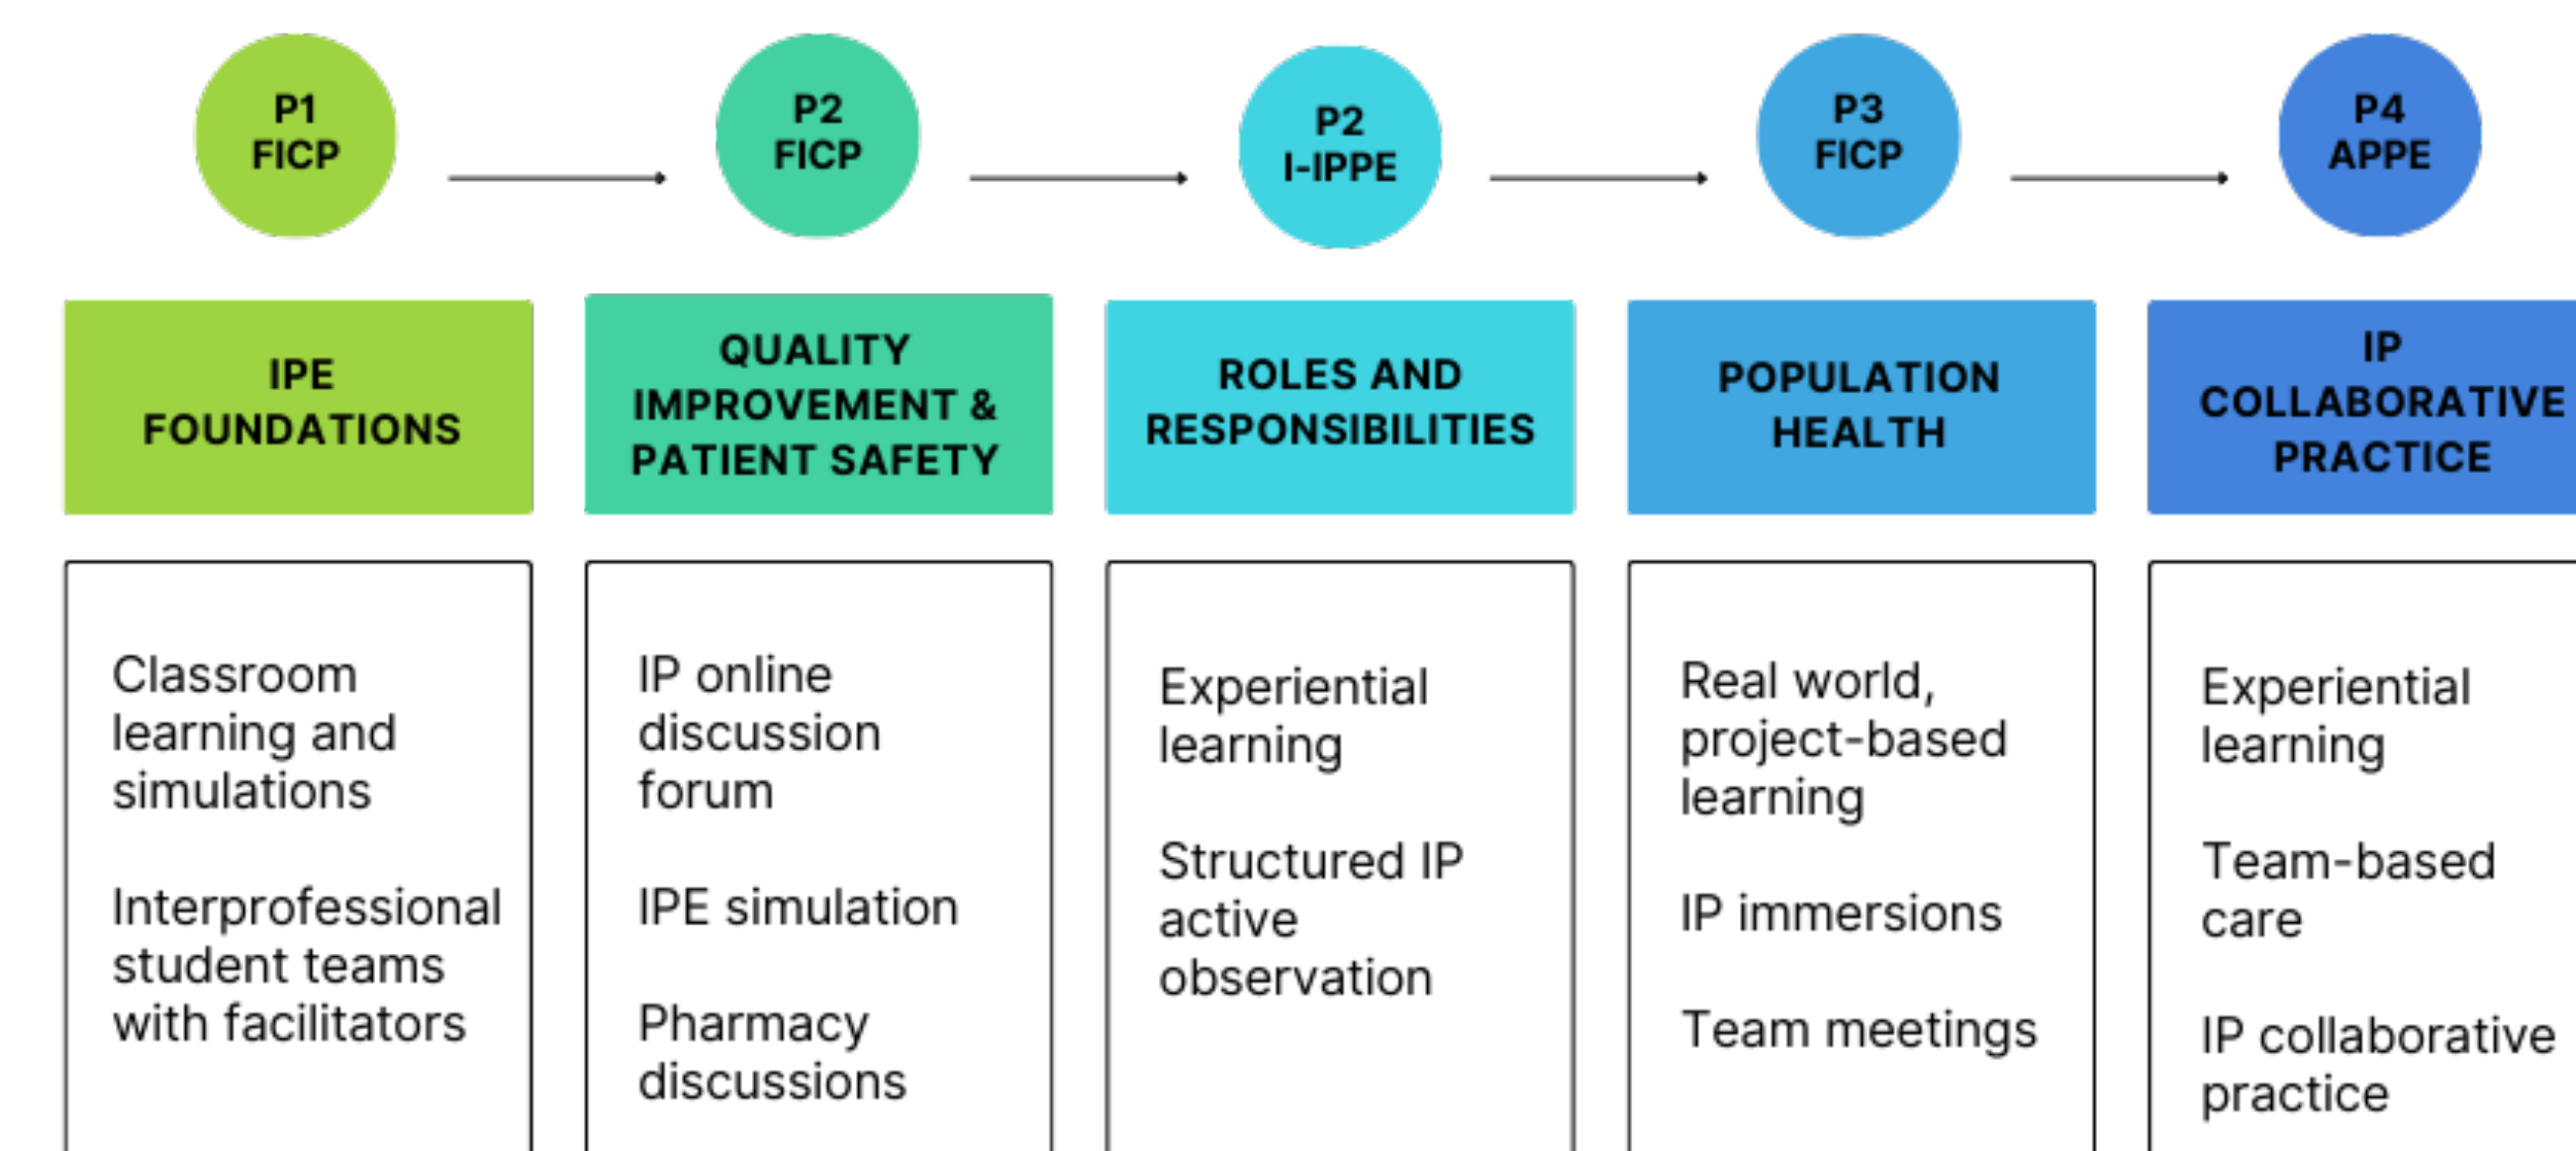 P1
FICP
P2
FICP
P2
I-IPPE
P3
FICP
P4
APPE
IPE
FOUNDATIONS
QUALITY
IMPROVEMENT &
PATIENT SAFETY
ROLES AND
RESPONSIBILITIES
POPULATION
HEALTH
IP
COLLABORATIVE
PRACTICE
Classroom
learning and
simulations
Interprofessional
student teams
with facilitators
IP online
discussion
forum
IPE simulation
Pharmacy
discussions
Experiential
learning
Structured IP
active
observation
Real world,
project-based
learning
IP immersions
Team meetings
Experiential
learning
Team-based
care
IP collaborative
practice